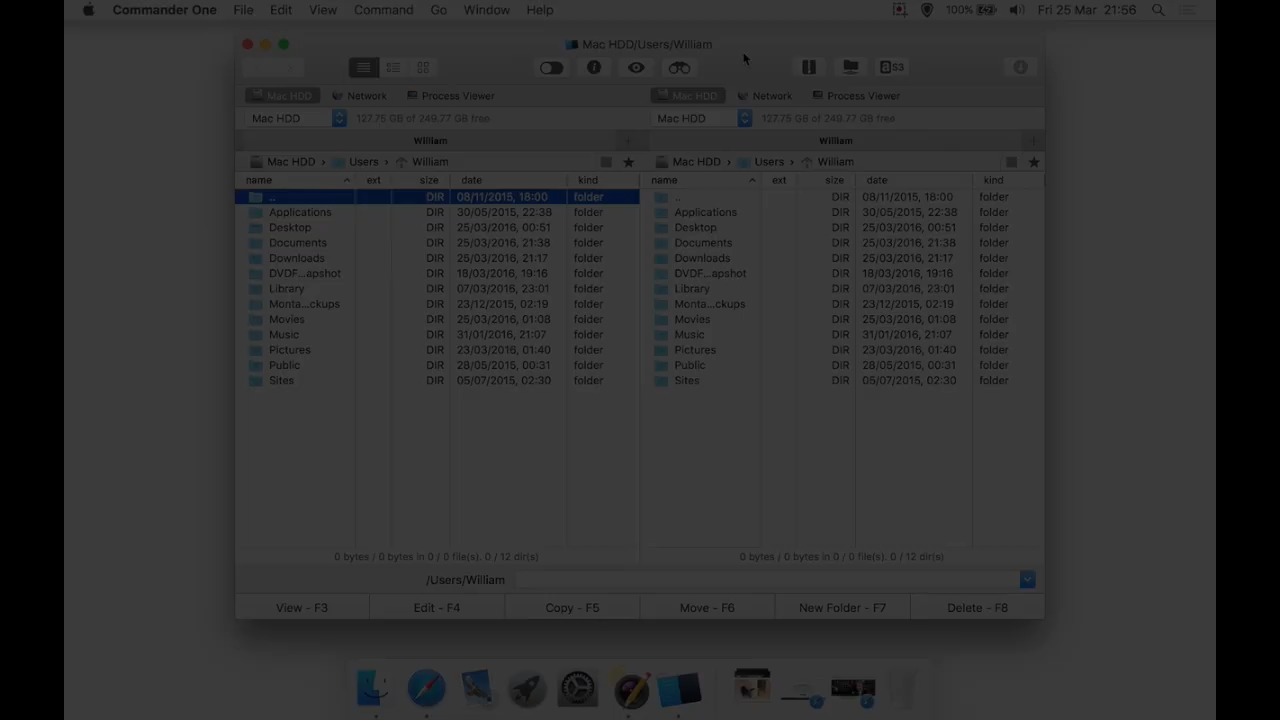 Commander One File Edit View Command Go Window Help 100% Fri 25 Mar 21:56
Mac HDD/Users/William
S3
Mac HDD Network Process Viewer Mac HDD Network Process Viewer
Mac HDD 127.75 GB of 249.77 GB free Mac HDD 127.75 GB of 249.77 GB free
William William
Mac HDD › Users › William Mac HDD › Users › William
name ext size date kind name ext size date kind
.. DIR 08/11/2015, 18:00 folder .. DIR 08/11/2015, 18:00 folder
Applications DIR 30/05/2015, 22:38 folder Applications DIR 30/05/2015, 22:38 folder
Desktop DIR 25/03/2016, 00:51 folder Desktop DIR 25/03/2016, 00:51 folder
Documents DIR 25/03/2016, 21:38 folder Documents DIR 25/03/2016, 21:38 folder
Downloads DIR 25/03/2016, 21:17 folder Downloads DIR 25/03/2016, 21:17 folder
DVDF...apshot DIR 18/03/2016, 19:16 folder DVDF...apshot DIR 18/03/2016, 19:16 folder
Library DIR 07/03/2016, 23:01 folder Library DIR 07/03/2016, 23:01 folder
Monta...ckups DIR 23/12/2015, 02:19 folder Monta...ckups DIR 23/12/2015, 02:19 folder
Movies DIR 25/03/2016, 01:08 folder Movies DIR 25/03/2016, 01:08 folder
Music DIR 31/01/2016, 21:07 folder Music DIR 31/01/2016, 21:07 folder
Pictures DIR 23/03/2016, 01:40 folder Pictures DIR 23/03/2016, 01:40 folder
Public DIR 28/05/2015, 00:31 folder Public DIR 28/05/2015, 00:31 folder
Sites DIR 05/07/2015, 02:30 folder Sites DIR 05/07/2015, 02:30 folder
0 bytes / 0 bytes in 0 / 0 file(s). 0 / 12 dir(s) 0 bytes / 0 bytes in 0 / 0 file(s). 0 / 12 dir(s)
/Users/William
View - F3 Edit - F4 Copy - F5 Move - F6 New Folder - F7 Delete - F8